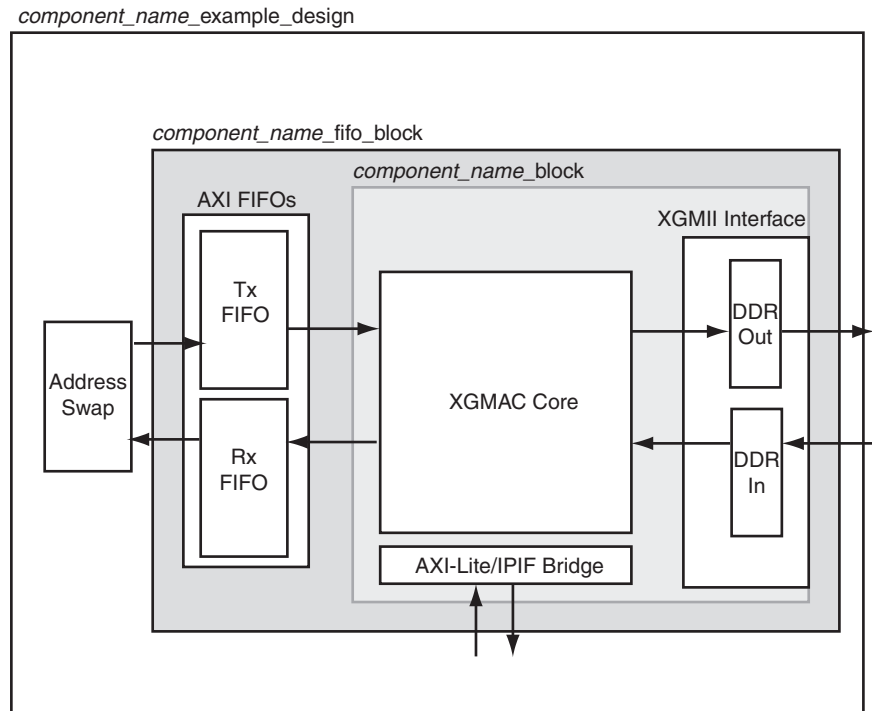 component_name_example_design
component_name_fifo_block
component_name_block
AXI FIFOs
XGMII Interface
Tx
FIFO
DDR
Out
Address
Swap
XGMAC Core
Rx
FIFO
DDR
In
AXI-Lite/IPIF Bridge